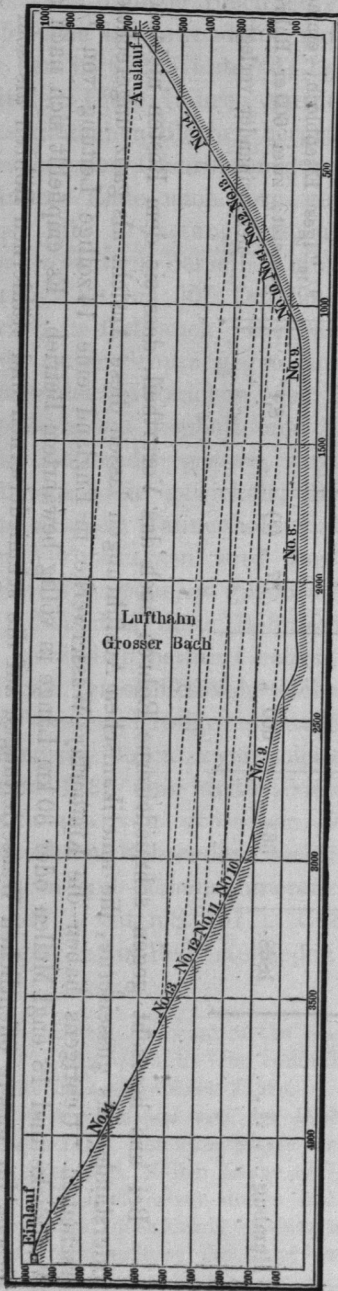 1000 900 800 700 600 500 400 300 200 100
Auslauf
No. 14.
500
No. 13.
No. 12.
No. 11.
No. 10.
1000
No. 9.
1500
No. 8.
2000
Lufthahn
Grosser Bach
2500
No. 9
3000
No. 10
No. 11.
No. 12
No. 13
3500
No. 14.
4000
Einlauf